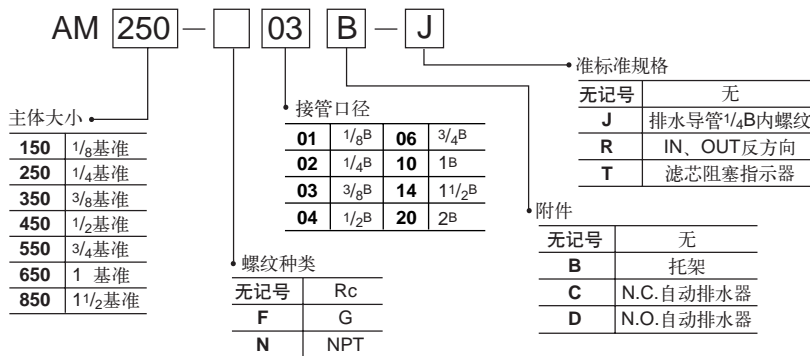 AM 250 — 03 B — J
主体大小
150 1/8基准
250 1/4基准
350 3/8基准
450 1/2基准
550 3/4基准
650 1 基准
850 11/2基准
螺纹种类
无记号 Rc
F G
N NPT
接管口径
01 1/8B 06 3/4B
02 1/4B 10 1B
03 3/8B 14 11/2B
04 1/2B 20 2B
附件
无记号 无
B 托架
C N.C.自动排水器
D N.O.自动排水器
准标准规格
无记号 无
J 排水导管1/4B内螺纹
R IN、OUT反方向
T 滤芯阻塞指示器